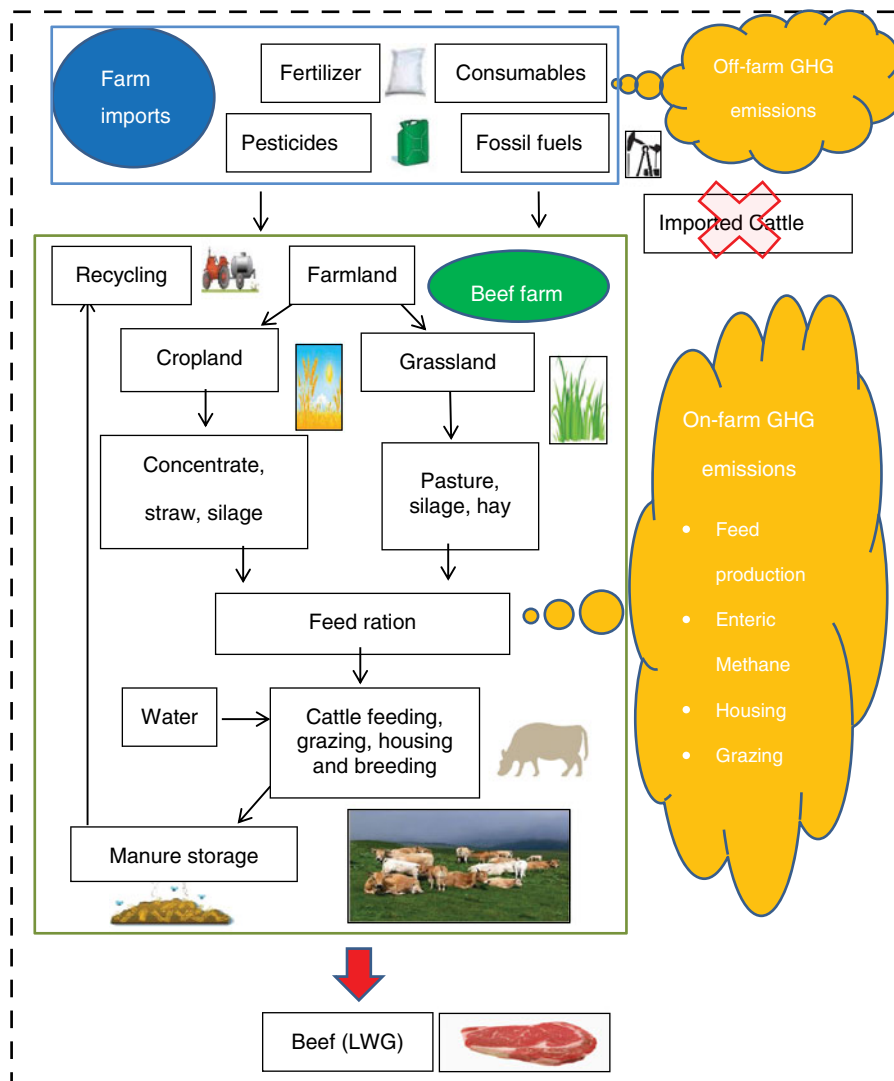 Farm
imports
Fertilizer
Consumables
Pesticides
Fossil fuels
Off-farm GHG
emissions
Imported Cattle
Recycling
Farmland
Beef farm
Cropland
Grassland
Concentrate,
straw, silage
Pasture,
silage, hay
Feed ration
Water
Cattle feeding,
grazing, housing
and breeding
Manure storage
On-farm GHG
emissions
• Feed
production
• Enteric
Methane
• Housing
• Grazing
Beef (LWG)